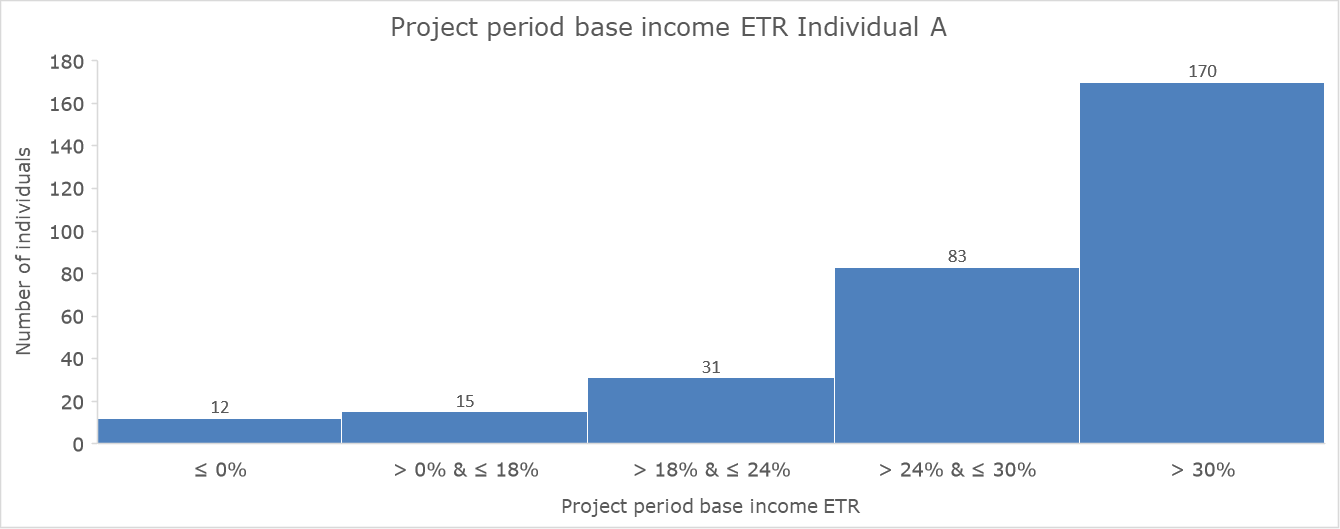 Project period base income ETR Individual A
Number of individuals
180
160
140
120
100
80
60
40
20
0
12
15
31
83
170
≤ 0%
> 0% & ≤ 18%
> 18% & ≤ 24%
> 24% & ≤ 30%
> 30%
Project period base income ETR